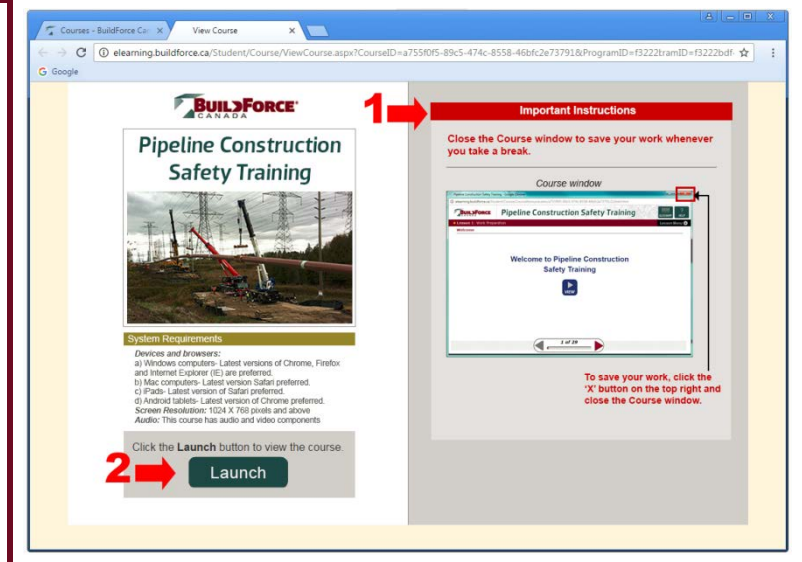 Courses - BuildForce Can
View Course
elearning.buildforce.ca/Student/Course/ViewCourse.aspx?CourseID=a755f0f5-89c5-474c-8558-46bfc2e73791&ProgramID=f3222tramID=f3222bdf-
Google
BUILDFORCE
CANADA
Pipeline Construction
Safety Training
System Requirements
Devices and browsers:
a) Windows computers- Latest versions of Chrome, Firefox
and Internet Explorer (IE) are preferred.
b) Mac computers- Latest version Safari preferred.
c) iPads- Latest version of Safari preferred.
d) Android tablets- Latest version of Chrome preferred.
Screen Resolution: 1024 X 768 pixels and above
Audio: This course has audio and video components
Click the Launch button to view the course.
2
Launch
1
Important Instructions
Close the Course window to save your work whenever
you take a break.
Course window
BUILDFORCE
Pipeline Construction Safety Training
Welcome
Welcome to Pipeline Construction
Safety Training
VIEW
1 of 28
To save your work, click the
'X' button on the top right and
close the Course window.